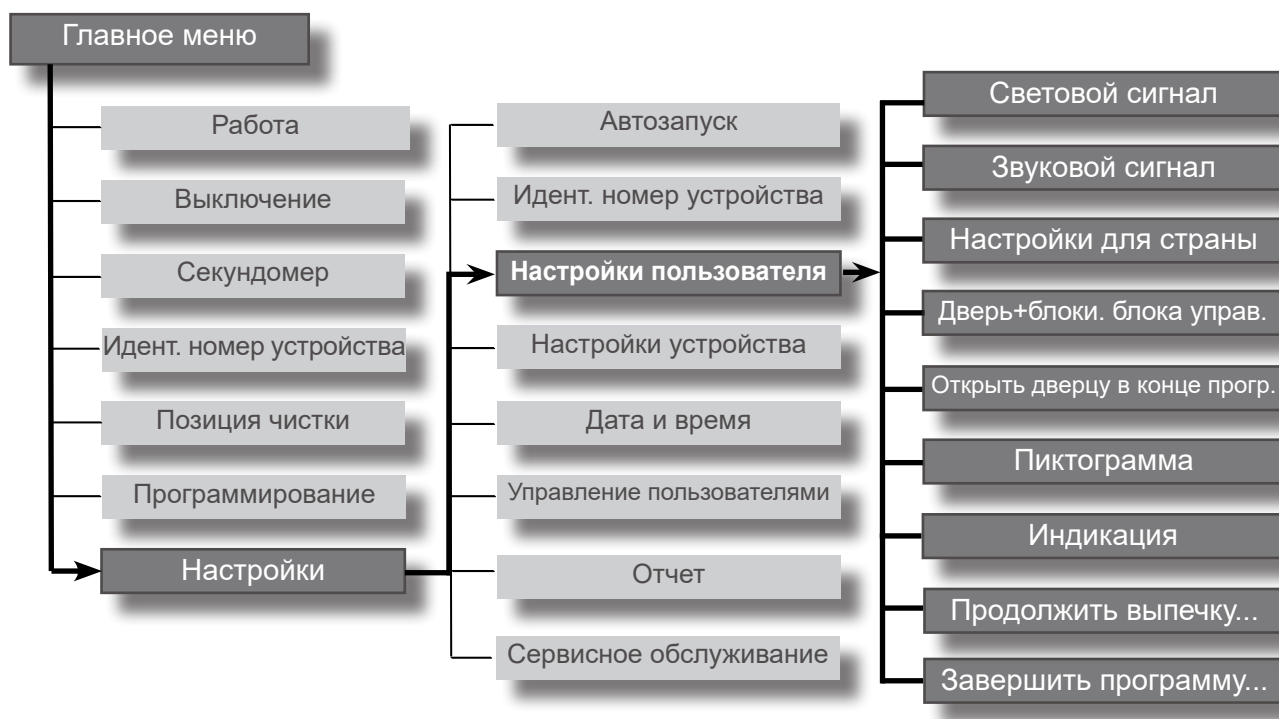 Главное меню
Работа
Выключение
Секундомер
Идент. номер устройства
Позиция чистки
Программирование
Настройки
Автозапуск
Идент. номер устройства
Настройки пользователя
Настройки устройства
Дата и время
Управление пользователями
Отчет
Сервисное обслуживание
Световой сигнал
Звуковой сигнал
Настройки для страны
Дверь+блоки. блока управ.
Открыть дверцу в конце прогр.
Пиктограмма
Индикация
Продолжить выпечку...
Завершить программу...